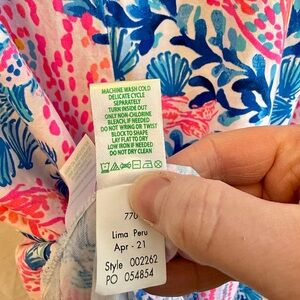 MACHINE WASH COLD
DELICATE CYCLE
SEPARATELY
TURN INSIDE OUT
ONLY NON-CHLORINE
BLEACH, IF NEEDED
DO NOT WRING OR TWIST
BLOCK TO SHAPE
LAY FLAT TO DRY
LOW IRON IF NEEDED
DO NOT DRY CLEAN
770
Lima Peru
Apr - 21
Style 002262
PO 054854